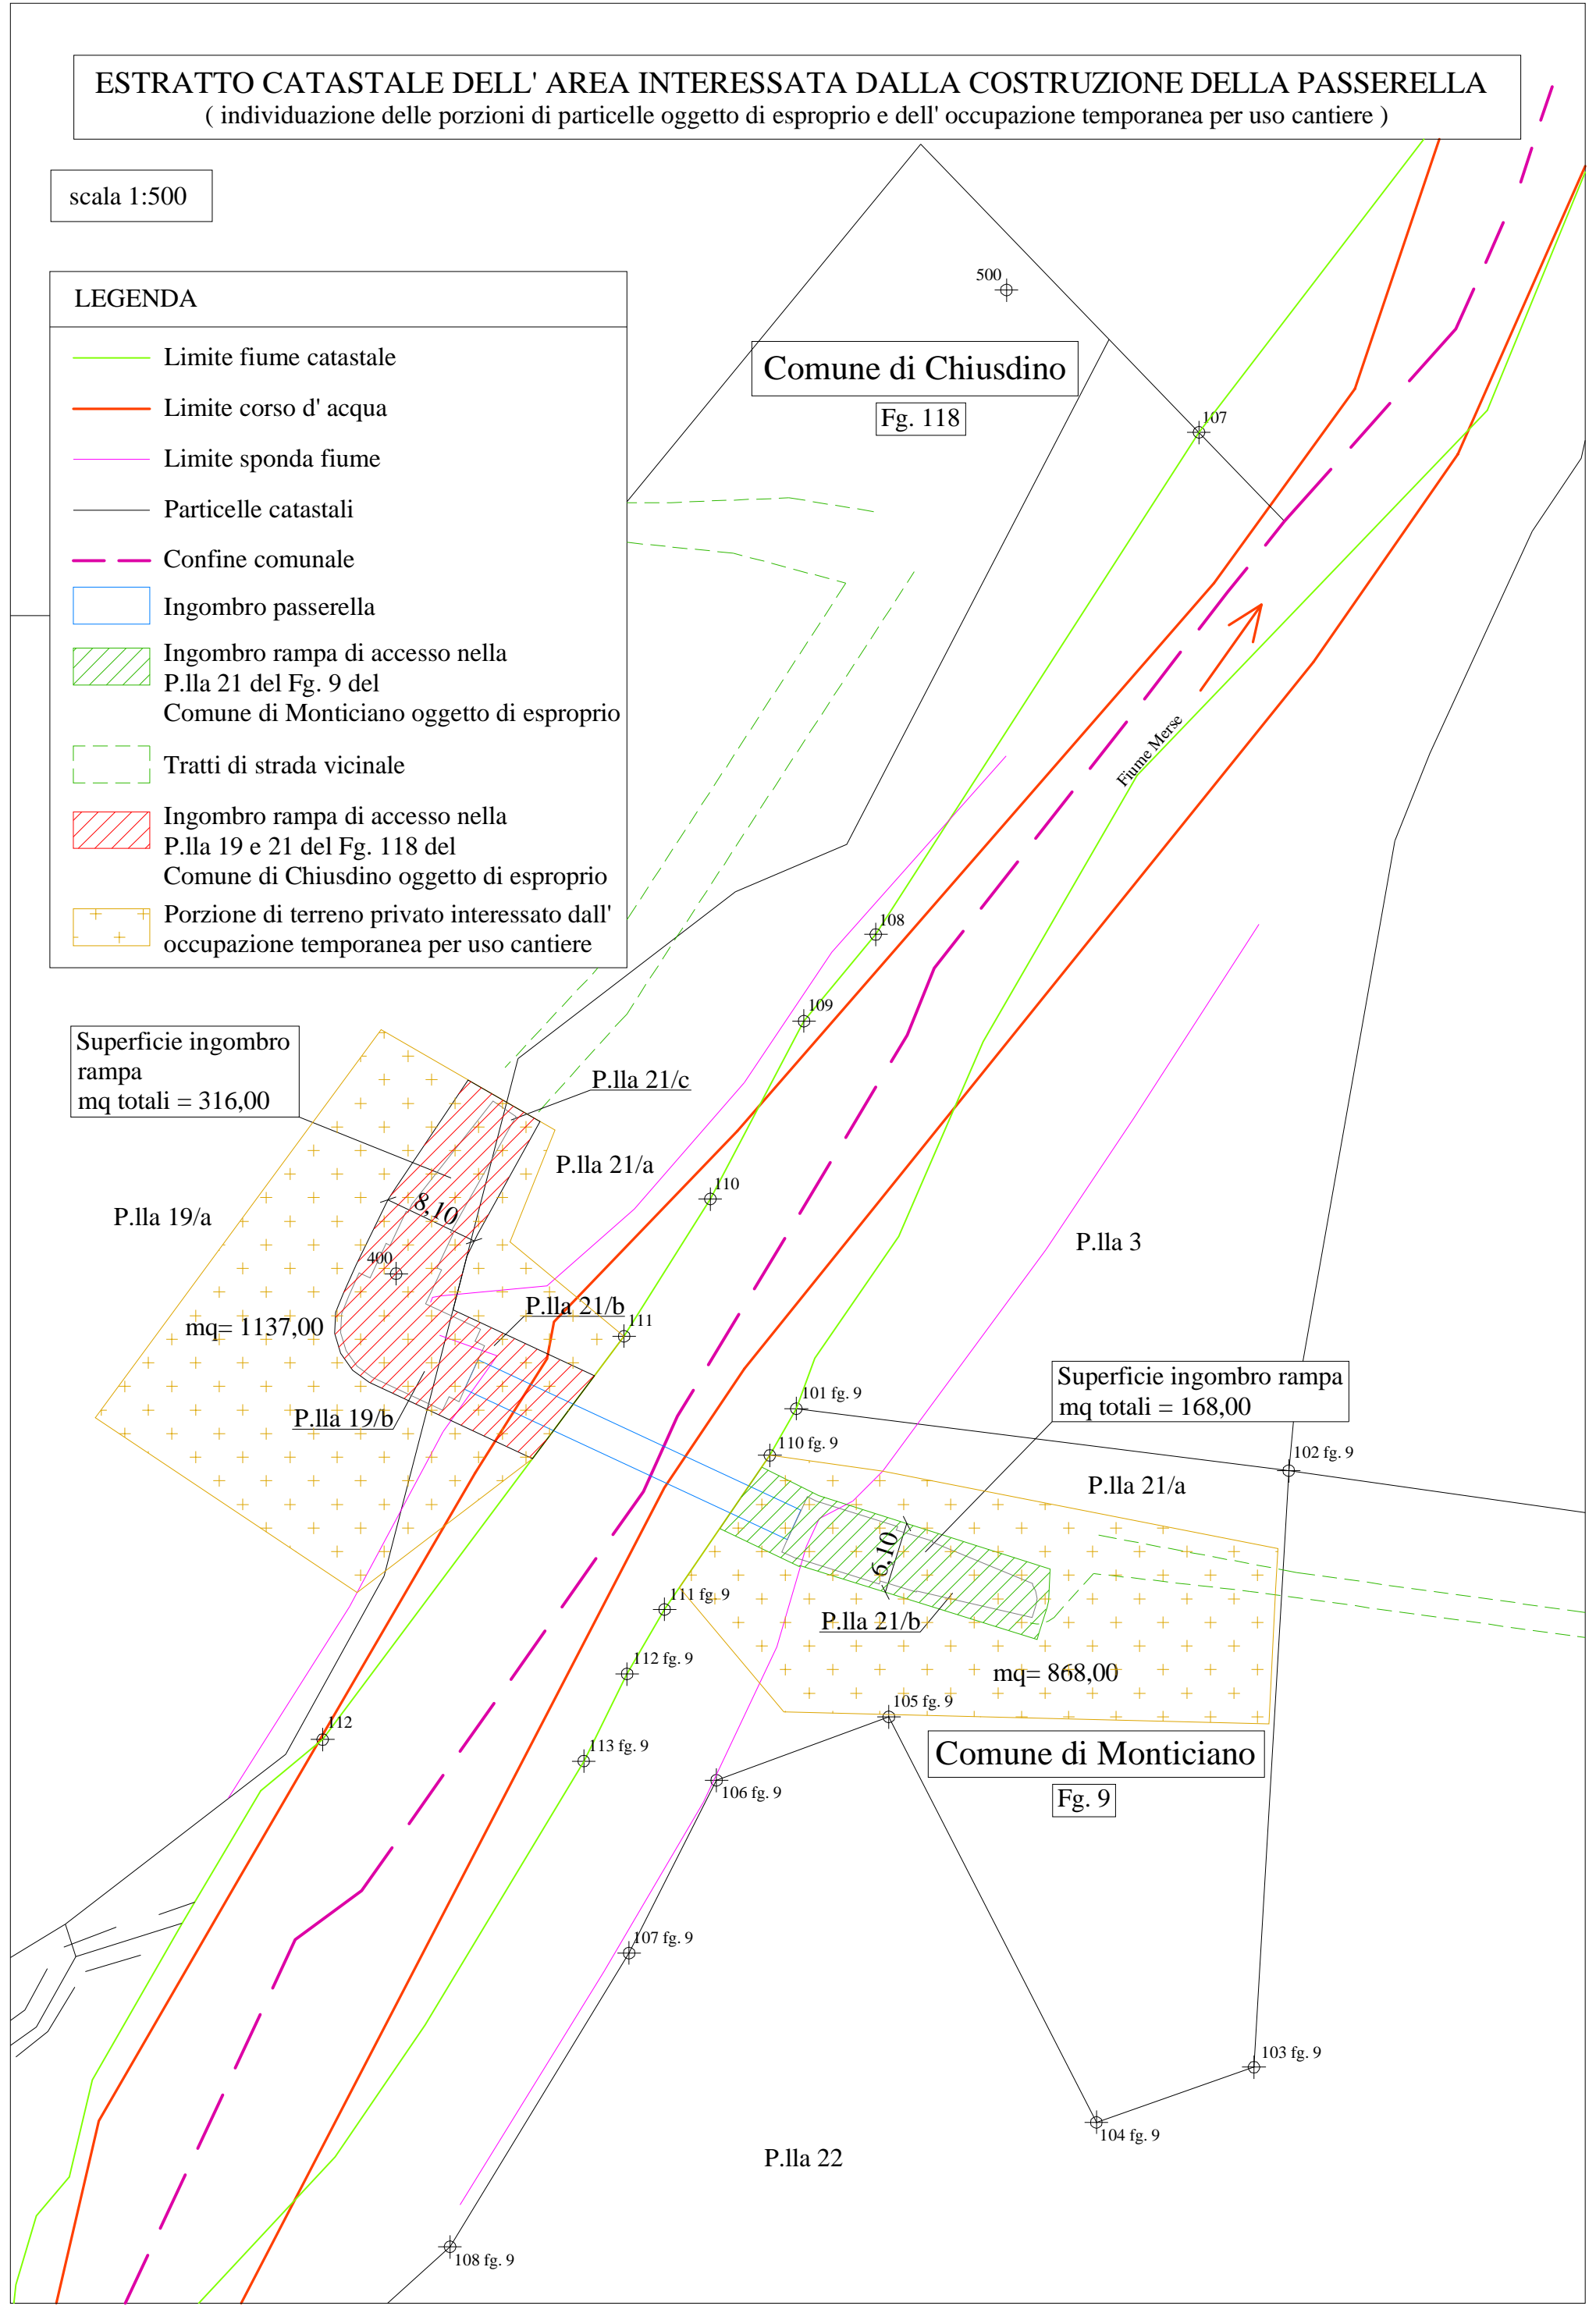 ESTRATTO CATASTALE DELL' AREA INTERESSATA DALLA COSTRUZIONE DELLA PASSERELLA
( individuazione delle porzioni di particelle oggetto di esproprio e dell' occupazione temporanea per uso cantiere )
scala 1:500
LEGENDA
Limite fiume catastale
Limite corso d' acqua
Limite sponda fiume
Particelle catastali
Confine comunale
Ingombro passerella
Ingombro rampa di accesso nella
P.lla 21 del Fg. 9 del
Comune di Monticiano oggetto di esproprio
Tratti di strada vicinale
Ingombro rampa di accesso nella
P.lla 19 e 21 del Fg. 118 del
Comune di Chiusdino oggetto di esproprio
Porzione di terreno privato interessato dall'
occupazione temporanea per uso cantiere
500
Comune di Chiusdino
Fg. 118
107
Fiume Merse
108
109
Superficie ingombro
rampa
mq totali = 316,00
P.lla 21/c
P.lla 21/a
110
P.lla 19/a
8,10
P.lla 3
400
P.lla 21/b
mq= 1137,00
111
Superficie ingombro rampa
mq totali = 168,00
101 fg. 9
P.lla 19/b
110 fg. 9
102 fg. 9
P.lla 21/a
6,10
111 fg. 9
P.lla 21/b
112 fg. 9
mq= 868,00
105 fg. 9
112
Comune di Monticiano
113 fg. 9
106 fg. 9
Fg. 9
107 fg. 9
103 fg. 9
104 fg. 9
P.lla 22
108 fg. 9